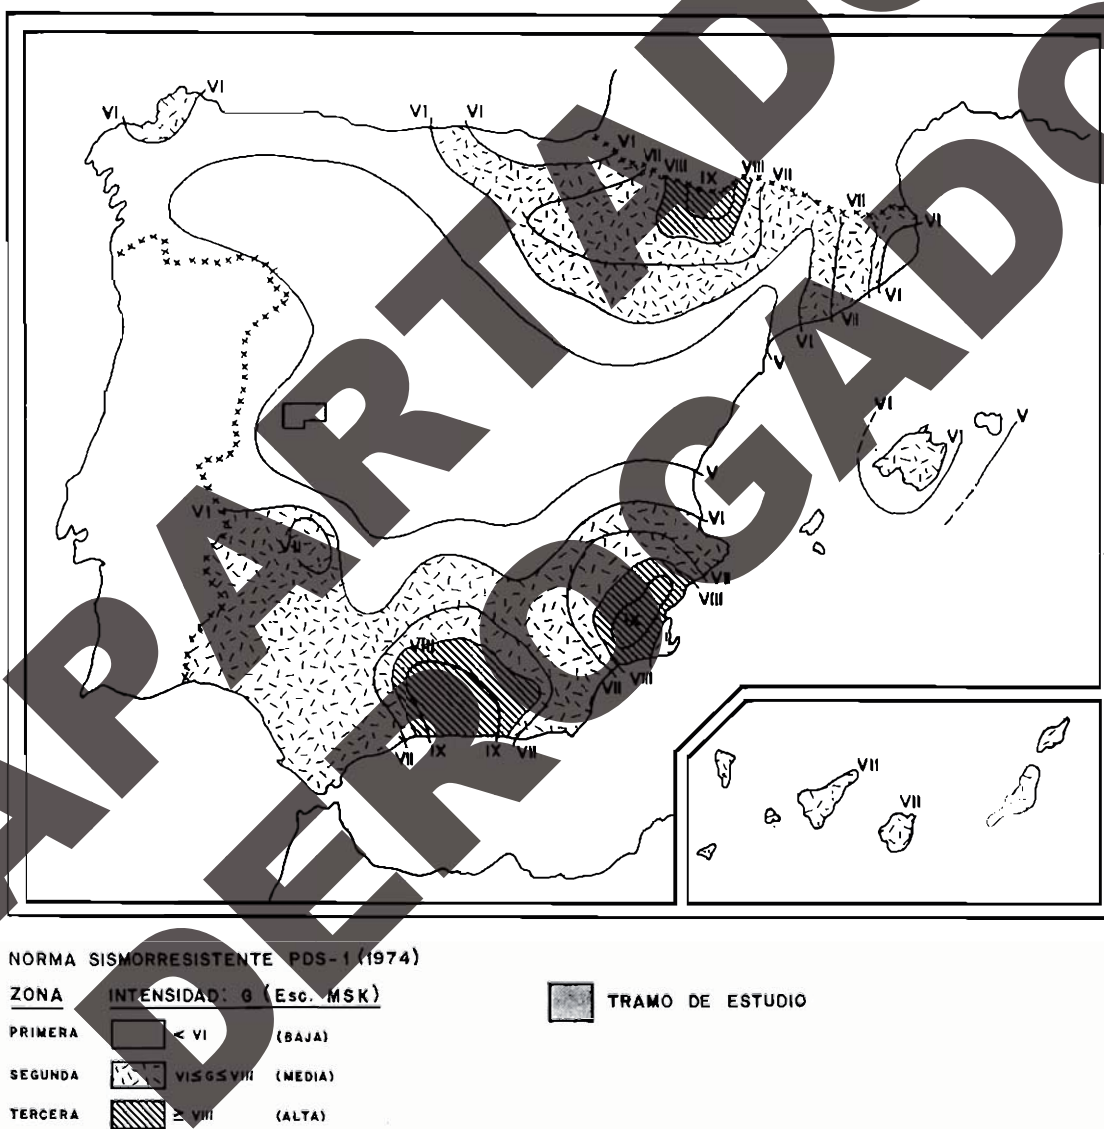 APARTADO
DEROGADO
VI
VI
VI
VI
VI
VII
VIII
IX
VIII
VII
VII
VI
VI
VII
VI
V
VI
VI
V
V
VI
VI
VII
VII
VIII
IX
VIII
VII
VIII
VII
IX
IX
VII
VII
VII
NORMA SISMORRESISTENTE PDS-1 (1974)
ZONA INTENSIDAD: G (Esc. MSK)
PRIMERA < VI (BAJA)
SEGUNDA VI≤G≤VIII (MEDIA)
TERCERA ≥ VIII (ALTA)
TRAMO DE ESTUDIO